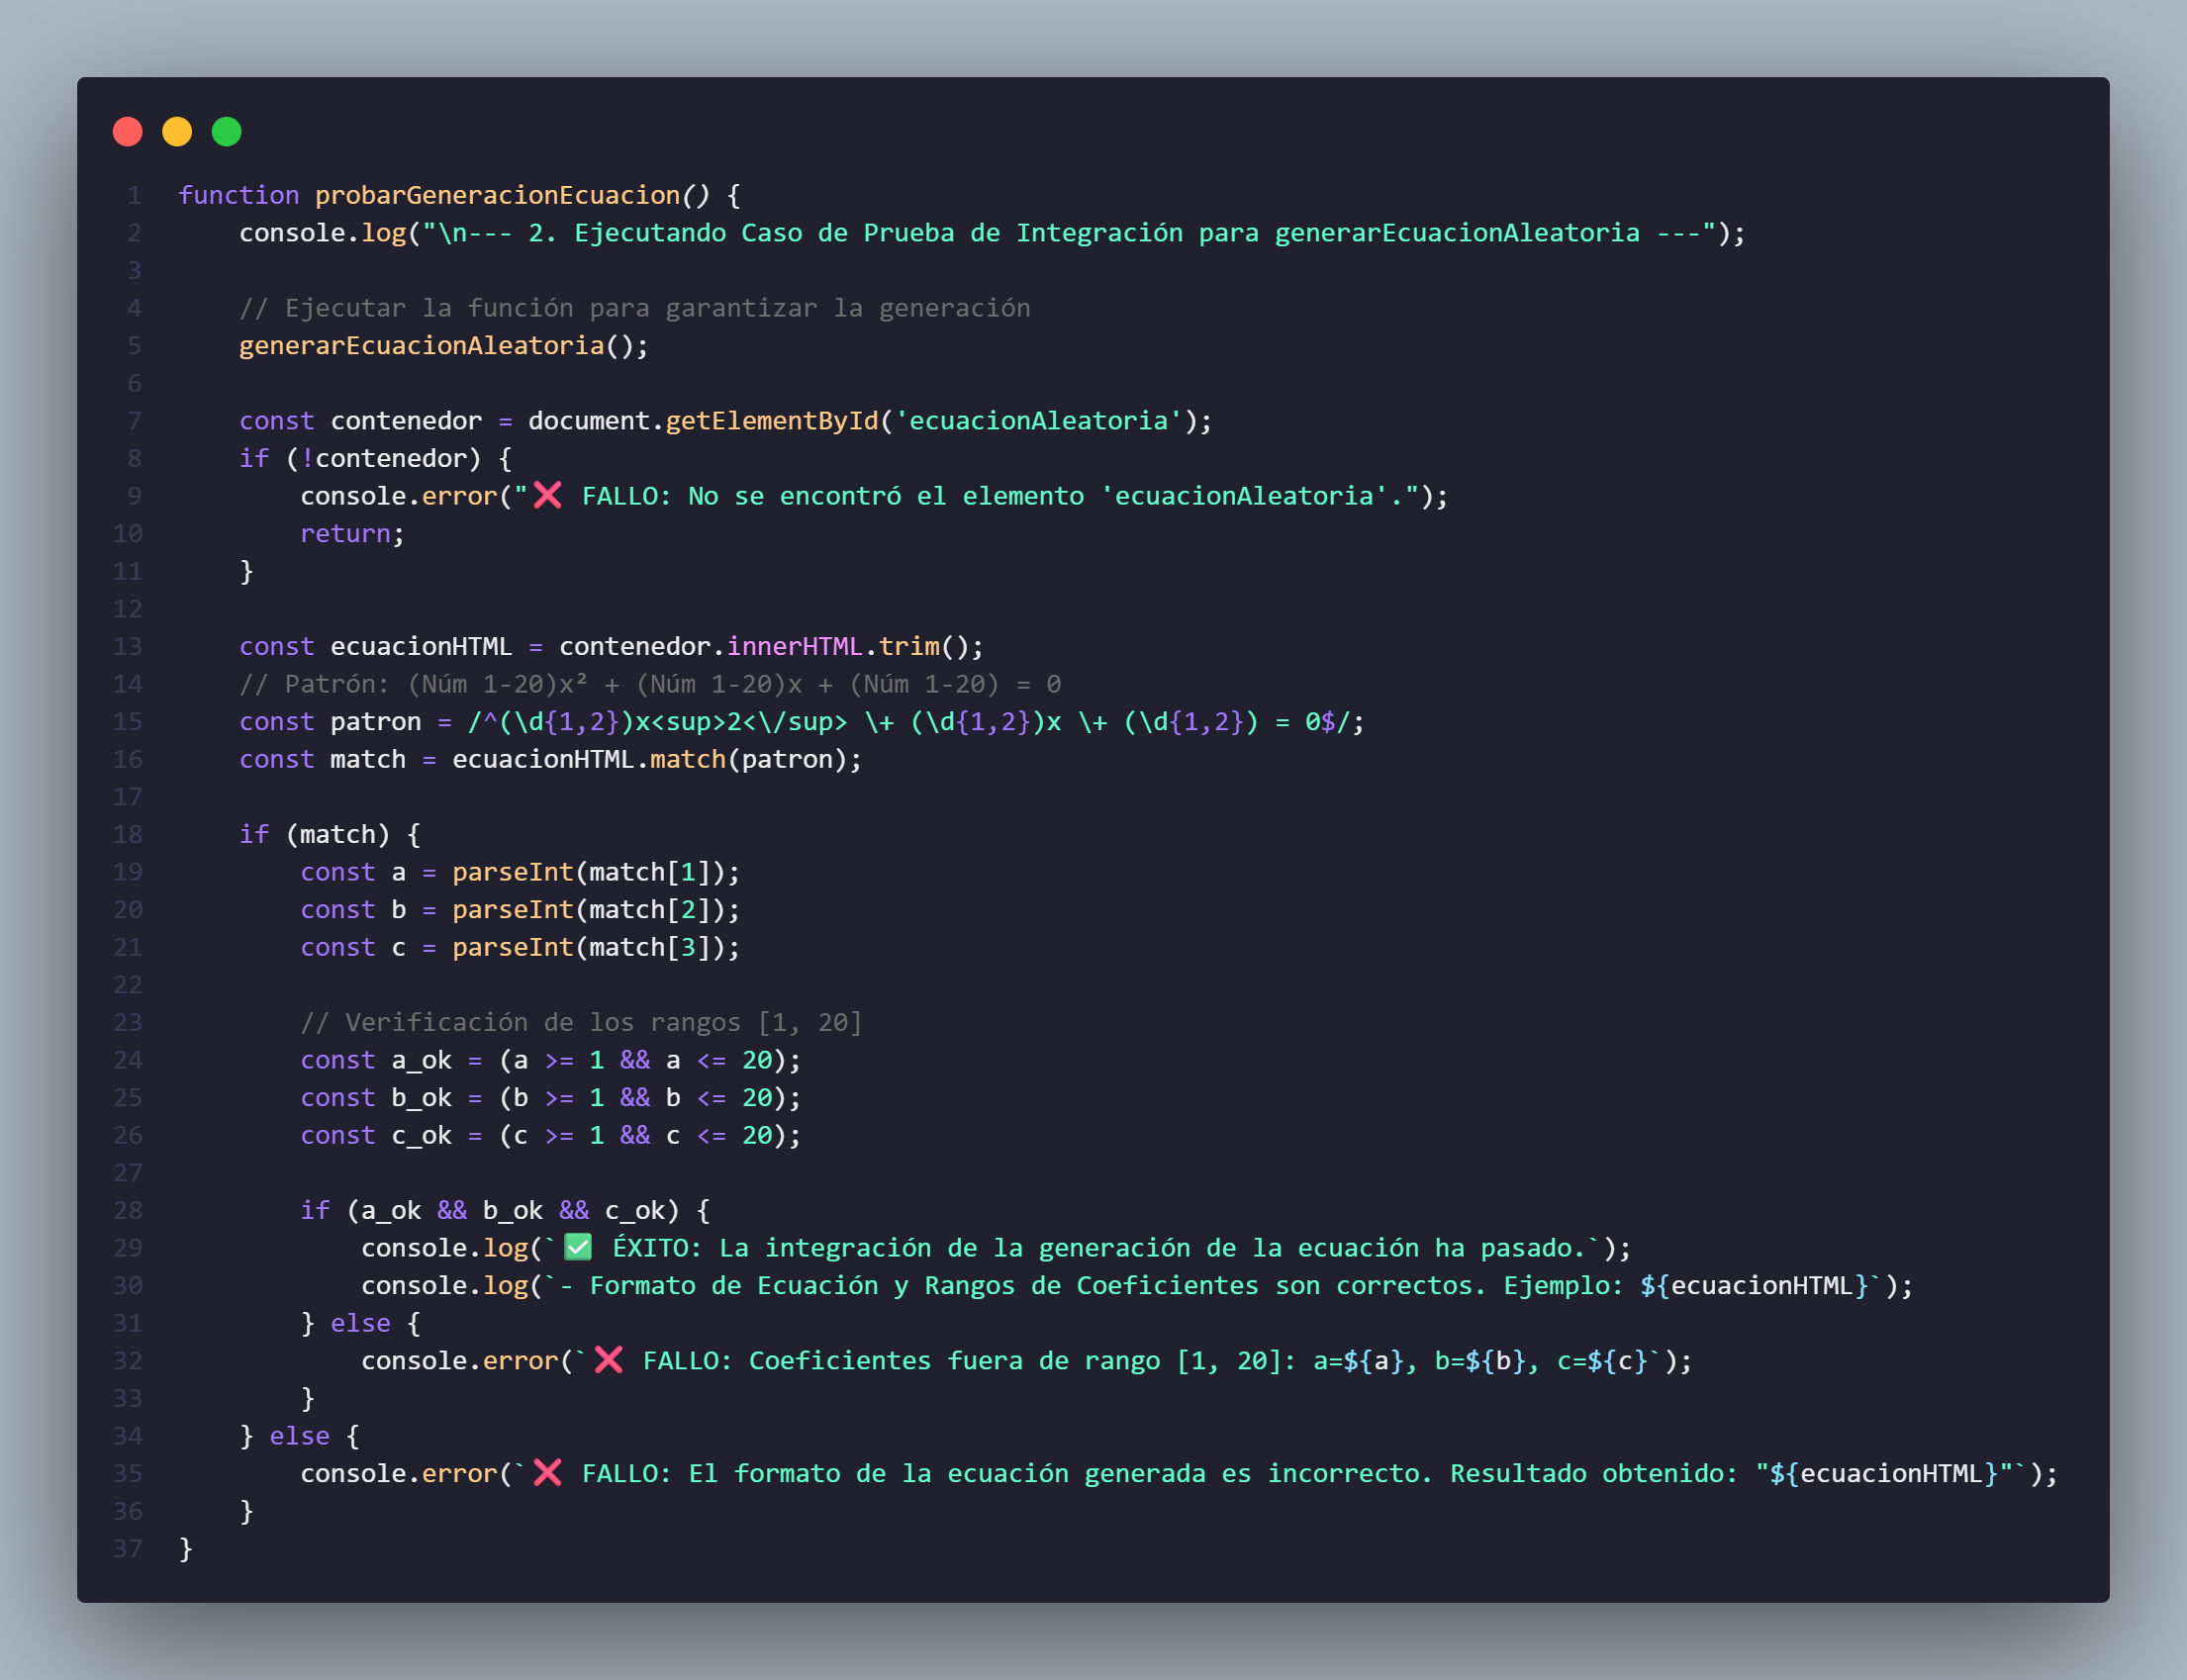 1 function probarGeneracionEcuacion() {
2     console.log("\n--- 2. Ejecutando Caso de Prueba de Integración para generarEcuacionAleatoria ---");
3
4     // Ejecutar la función para garantizar la generación
5     generarEcuacionAleatoria();
6
7     const contenedor = document.getElementById('ecuacionAleatoria');
8     if (!contenedor) {
9         console.error("❌ FALLO: No se encontró el elemento 'ecuacionAleatoria'.");
10         return;
11     }
12
13     const ecuacionHTML = contenedor.innerHTML.trim();
14     // Patrón: (Núm 1-20)x² + (Núm 1-20)x + (Núm 1-20) = 0
15     const patron = /^(\d{1,2})x<sup>2<\/sup> \+ (\d{1,2})x \+ (\d{1,2}) = 0$/;
16     const match = ecuacionHTML.match(patron);
17
18     if (match) {
19         const a = parseInt(match[1]);
20         const b = parseInt(match[2]);
21         const c = parseInt(match[3]);
22
23         // Verificación de los rangos [1, 20]
24         const a_ok = (a >= 1 && a <= 20);
25         const b_ok = (b >= 1 && b <= 20);
26         const c_ok = (c >= 1 && c <= 20);
27
28         if (a_ok && b_ok && c_ok) {
29             console.log(`✅ ÉXITO: La integración de la generación de la ecuación ha pasado.`);
30             console.log(`- Formato de Ecuación y Rangos de Coeficientes son correctos. Ejemplo: ${ecuacionHTML}`);
31         } else {
32             console.error(`❌ FALLO: Coeficientes fuera de rango [1, 20]: a=${a}, b=${b}, c=${c}`);
33         }
34     } else {
35         console.error(`❌ FALLO: El formato de la ecuación generada es incorrecto. Resultado obtenido: "${ecuacionHTML}"`);
36     }
37 }